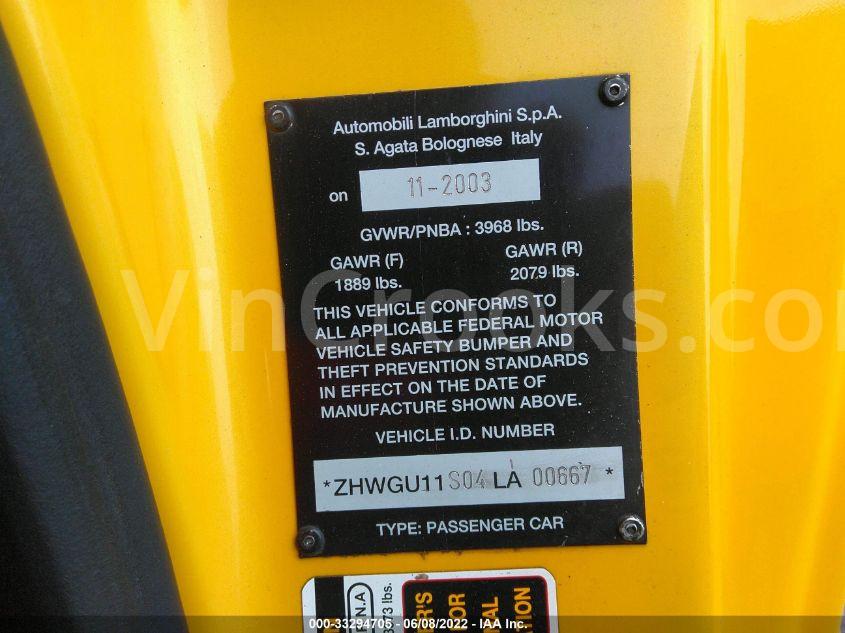 Automobili Lamborghini S.p.A.
S. Agata Bolognese Italy
on 11-2003
GVWR/PNBA : 3968 lbs.
GAWR (F) GAWR (R)
1889 lbs. 2079 lbs.
THIS VEHICLE CONFORMS TO
ALL APPLICABLE FEDERAL MOTOR
VEHICLE SAFETY BUMPER AND
THEFT PREVENTION STANDARDS
IN EFFECT ON THE DATE OF
MANUFACTURE SHOWN ABOVE.
VEHICLE I.D. NUMBER
*ZHWGU11S04LA 00667 *
TYPE: PASSENGER CAR
VinCrooks.com
000-33294705 - 06/08/2022 - IAA Inc.